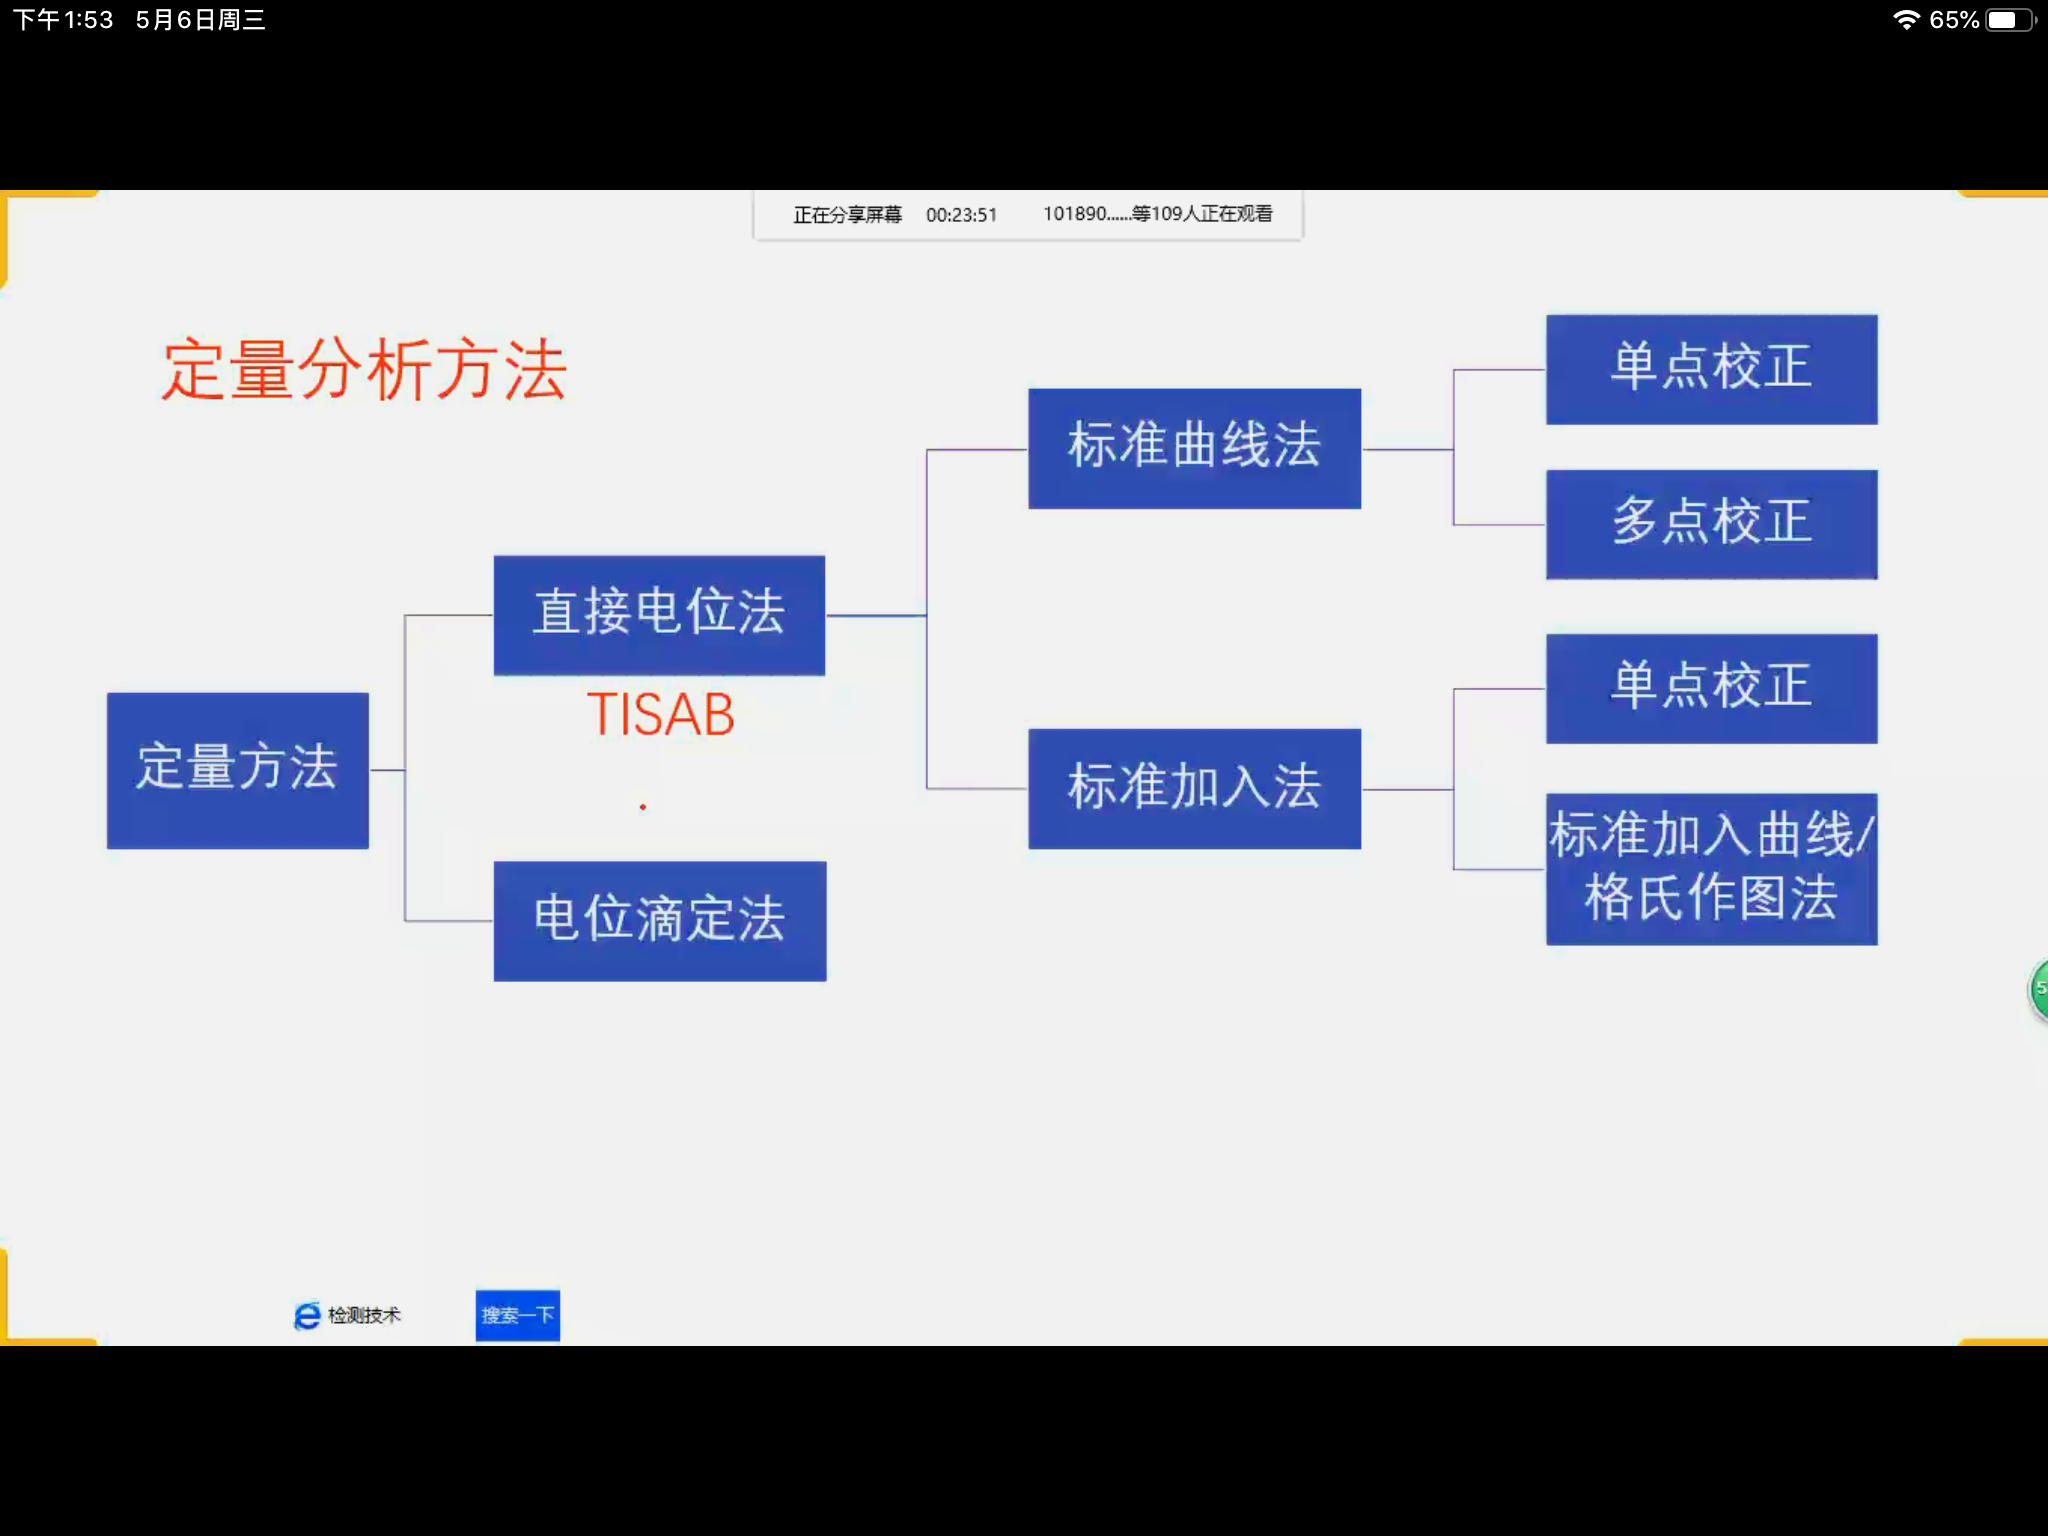 下午1:53 5月6日周三
65%
正在分享屏幕 00:23:51 101890......等109人正在观看
定量分析方法
单点校正
标准曲线法
多点校正
直接电位法
TISAB
单点校正
定量方法
标准加入法
标准加入曲线/
格氏作图法
电位滴定法
5
检测技术
搜索一下